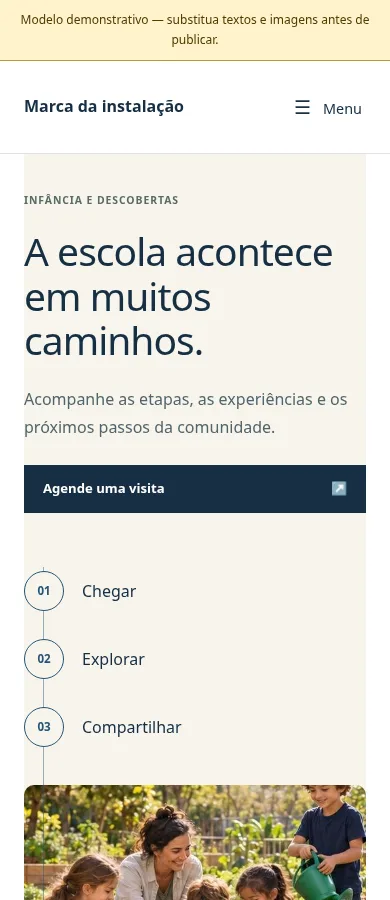 Modelo demonstrativo — substitua textos e imagens antes de
publicar.
Marca da instalação
☰ Menu
INFÂNCIA E DESCOBERTAS
A escola acontece
em muitos
caminhos.
Acompanhe as etapas, as experiências e os
próximos passos da comunidade.
Agende uma visita ↗
01 Chegar
02 Explorar
03 Compartilhar